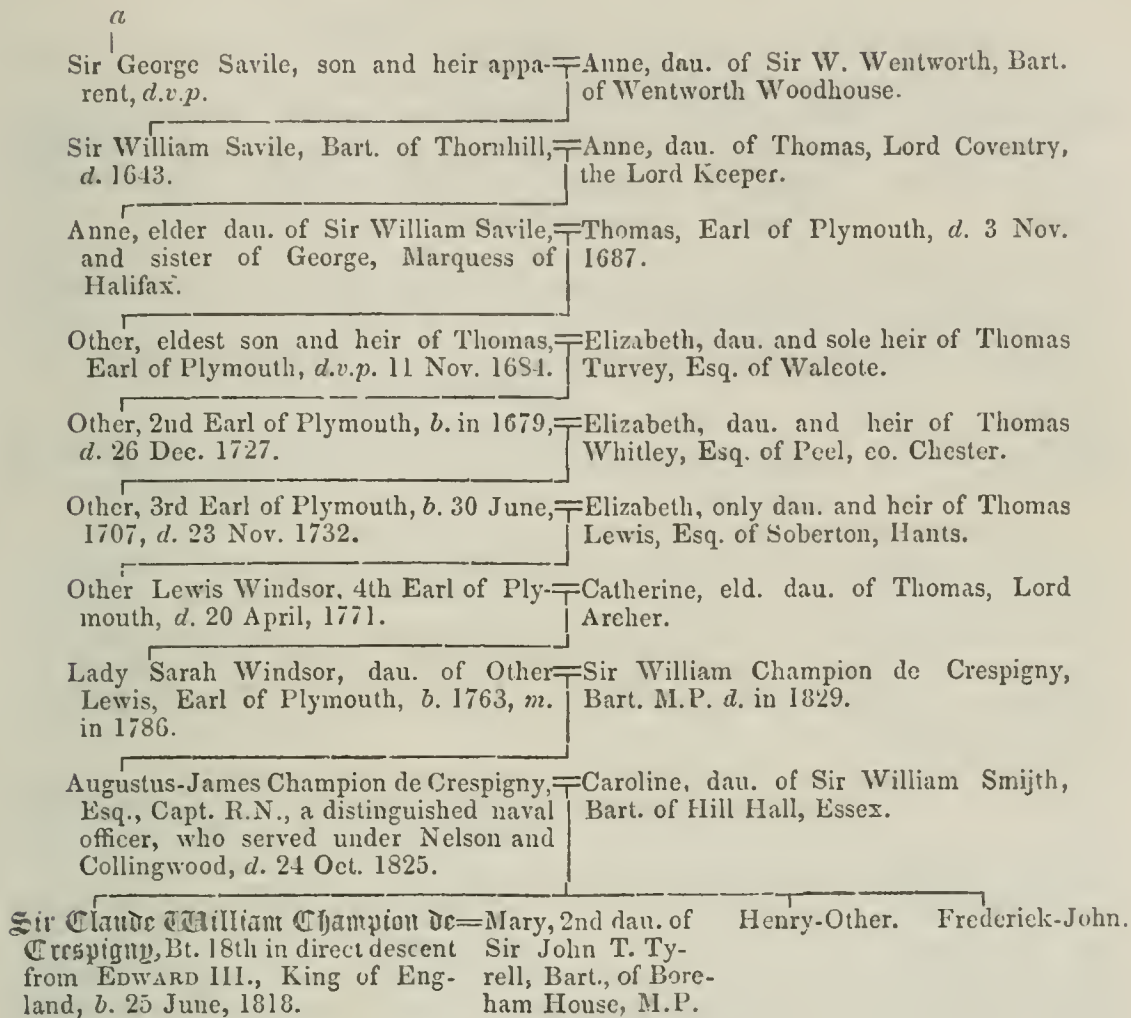 a
Sir George Savile, son and heir appa-
rent, d.v.p.
Anne, dau. of Sir W. Wentworth, Bart.
of Wentworth Woodhouse.
Sir William Savile, Bart. of Thornhill,
d. 1643.
Anne, dau. of Thomas, Lord Coventry,
the Lord Keeper.
Anne, elder dau. of Sir William Savile,
and sister of George, Marquess of
Halifax.
Thomas, Earl of Plymouth, d. 3 Nov.
1687.
Other, eldest son and heir of Thomas,
Earl of Plymouth, d.v.p. 11 Nov. 1684.
Elizabeth, dau. and sole heir of Thomas
Turvey, Esq. of Walcote.
Other, 2nd Earl of Plymouth, b. in 1679,
d. 26 Dec. 1727.
Elizabeth, dau. and heir of Thomas
Whitley, Esq. of Peel, co. Chester.
Other, 3rd Earl of Plymouth, b. 30 June,
1707, d. 23 Nov. 1732.
Elizabeth, only dau. and heir of Thomas
Lewis, Esq. of Soberton, Hants.
Other Lewis Windsor, 4th Earl of Ply-
mouth, d. 20 April, 1771.
Catherine, eld. dau. of Thomas, Lord
Archer.
Lady Sarah Windsor, dau. of Other
Lewis, Earl of Plymouth, b. 1763, m.
in 1786.
Sir William Champion de Crespigny,
Bart. M.P. d. in 1829.
Augustus-James Champion de Crespigny,
Esq., Capt. R.N., a distinguished naval
officer, who served under Nelson and
Collingwood, d. 24 Oct. 1825.
Caroline, dau. of Sir William Smijth,
Bart. of Hill Hall, Essex.
Sir Claude William Champion de
Crespigny, Bt. 18th in direct descent
from EDWARD III., King of Eng-
land, b. 25 June, 1818.
Mary, 2nd dau. of
Sir John T. Ty-
rell, Bart., of Bore-
ham House, M.P.
Henry-Other.
Frederick-John.